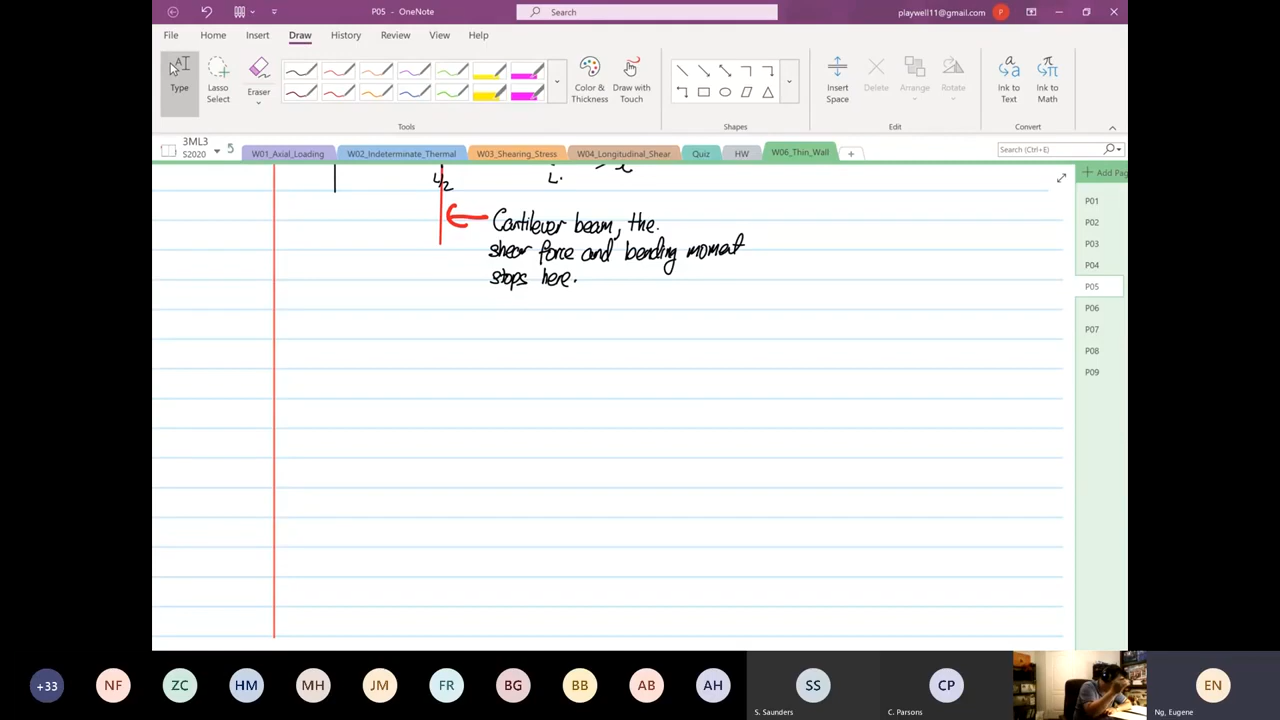 P05 - OneNote
Search
playwell11@gmail.com
P
File
Home
Insert
Draw
History
Review
View
Help
Type
Lasso Select
Eraser
Color & Thickness
Draw with Touch
Insert Space
Delete
Arrange
Rotate
Ink to Text
Ink to Math
Tools
Shapes
Edit
Convert
3ML3 S2020
W01_Axial_Loading
W02_Indeterminate_Thermal
W03_Shearing_Stress
W04_Longitudinal_Shear
Quiz
HW
W06_Thin_Wall
Search (Ctrl+E)
Add Pag
P01
P02
P03
P04
P05
P06
P07
P08
P09
L/2
L.
Cantilever beam, the.
shear force and bending moment
stops here.
+33
NF
ZC
HM
MH
JM
FR
BG
BB
AB
AH
SS
S. Saunders
CP
C. Parsons
EN
Ng, Eugene